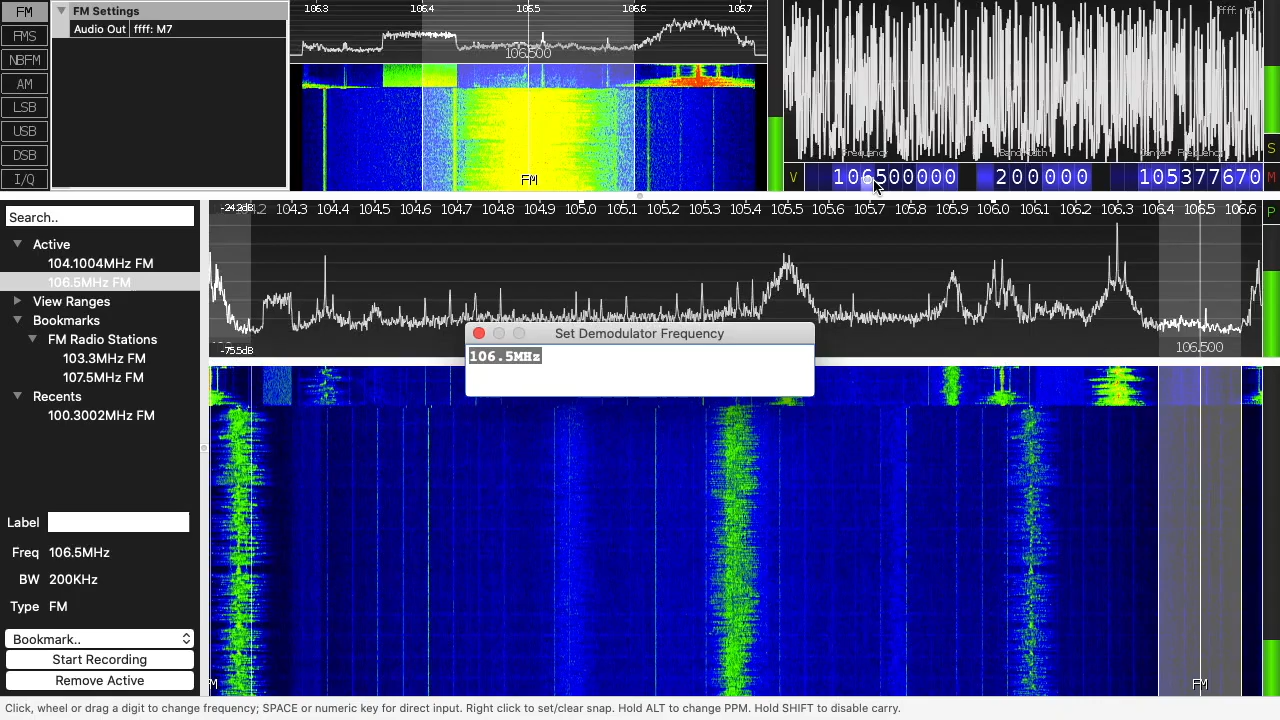 FM
FMS
NBFM
AM
LSB
USB
DSB
I/Q
FM Settings
Audio Out ffff: M7
106.3 106.4 106.5 106.6 106.7
106.500
FM
Frequency Bandwidth Center Frequency
V 106500000 200000 105377670 M
S
P
Search..
Active
104.1004MHz FM
106.5MHz FM
View Ranges
Bookmarks
FM Radio Stations
103.3MHz FM
107.5MHz FM
Recents
100.3002MHz FM
Label
Freq 106.5MHz
BW 200KHz
Type FM
Bookmark..
Start Recording
Remove Active
104.3 104.4 104.5 104.6 104.7 104.8 104.9 105.0 105.1 105.2 105.3 105.4 105.5 105.6 105.7 105.8 105.9 106.0 106.1 106.2 106.3 106.4 106.5 106.6
-75.5dB
106.500
Set Demodulator Frequency
106.5MHz
FM
Click, wheel or drag a digit to change frequency; SPACE or numeric key for direct input. Right click to set/clear snap. Hold ALT to change PPM. Hold SHIFT to disable carry.